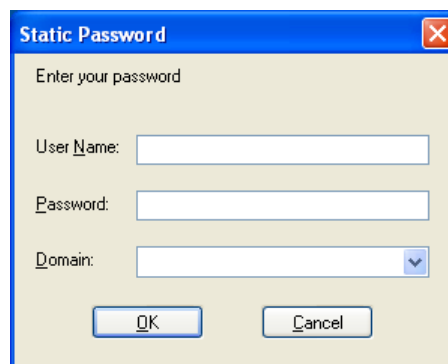 Static Password
Enter your password
User Name:
Password:
Domain:
OK Cancel